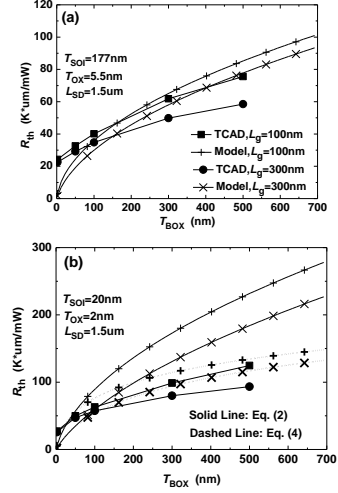 (a)
120
100
80
60
40
20
0
R_th (K*um/mW)
T_SOI=177nm
T_OX=5.5nm
L_SD=1.5um
TCAD,L_g=100nm
Model,L_g=100nm
TCAD,L_g=300nm
Model,L_g=300nm
0 100 200 300 400 500 600 700
T_BOX (nm)
(b)
300
200
100
0
R_th (K*um/mW)
T_SOI=20nm
T_OX=2nm
L_SD=1.5um
Solid Line: Eq. (2)
Dashed Line: Eq. (4)
0 100 200 300 400 500 600 700
T_BOX (nm)